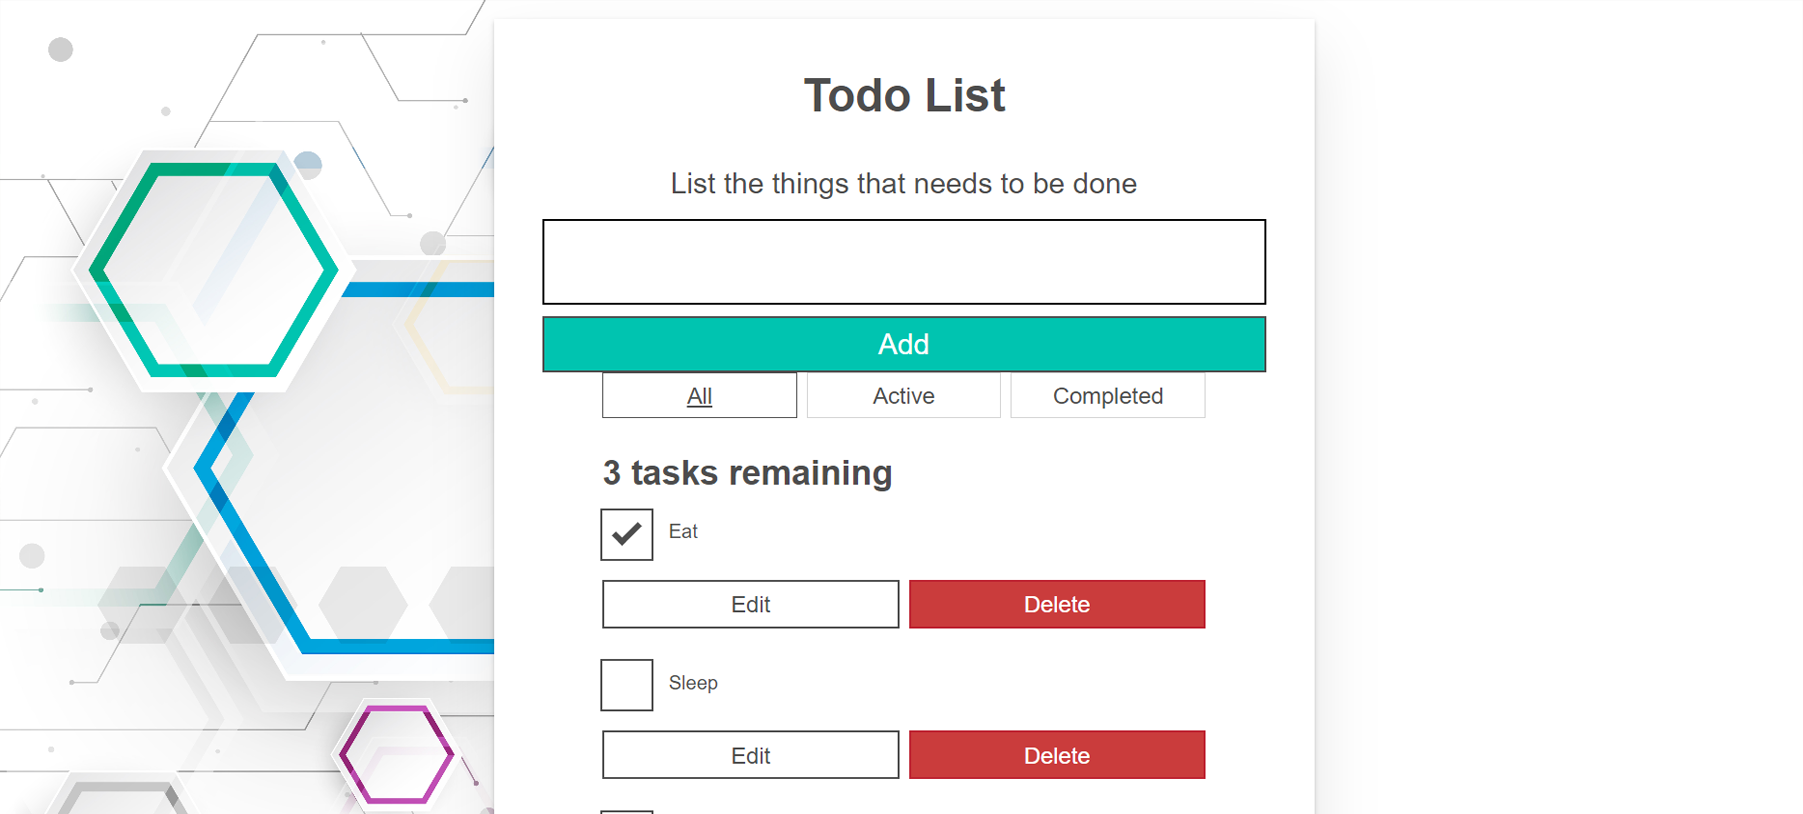 Todo List
List the things that needs to be done
Add
All Active Completed
3 tasks remaining
Eat
Edit Delete
Sleep
Edit Delete